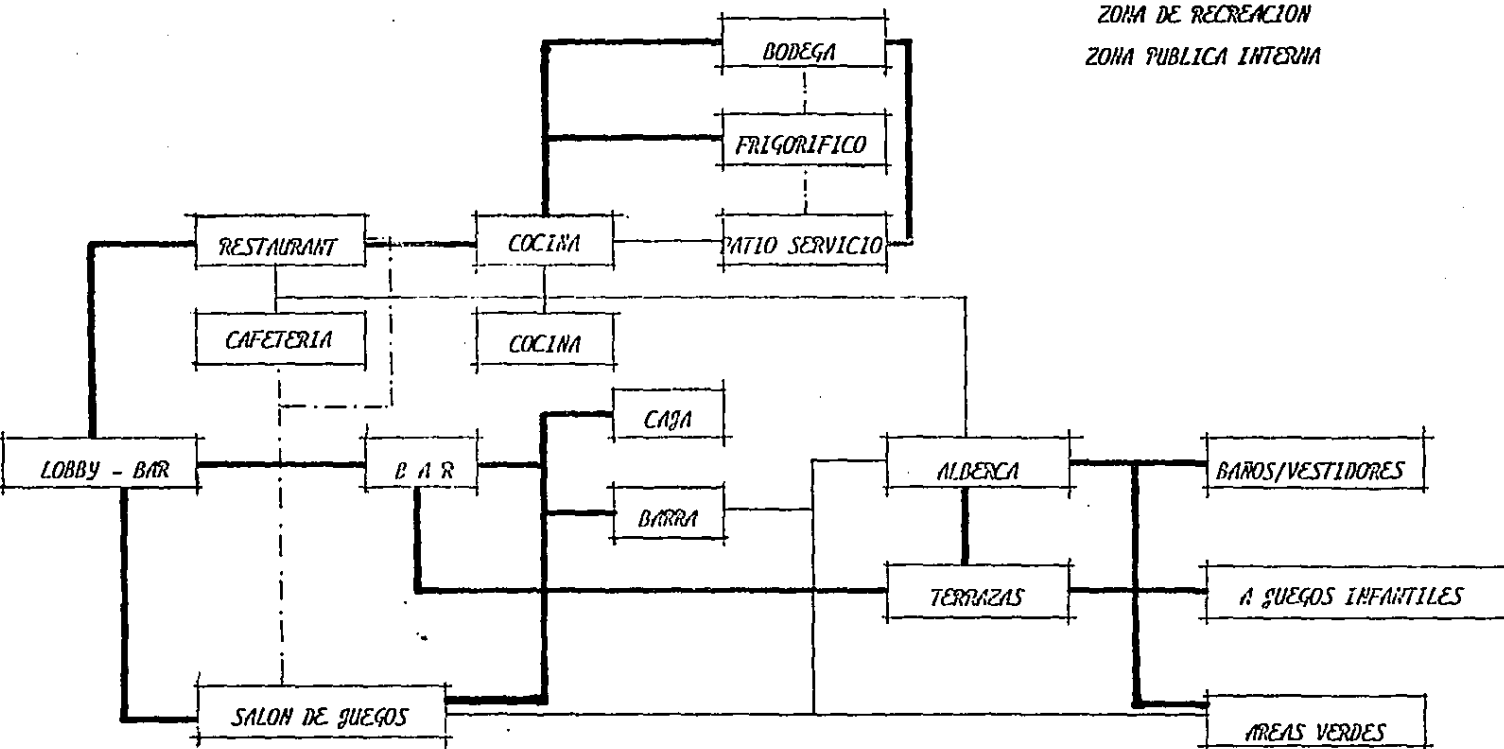 ZONA DE RECREACION
ZONA PUBLICA INTERNA
BODEGA
FRIGORIFICO
RESTAURANT
COCINA
PATIO SERVICIO
CAFETERIA
COCINA
CAJA
LOBBY - BAR
B A R
ALBERCA
BAÑOS/VESTIDORES
BARRA
TERRAZAS
A JUEGOS INFANTILES
SALON DE JUEGOS
AREAS VERDES